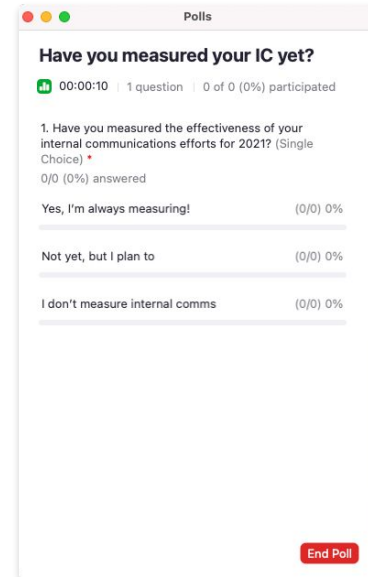 Polls
Have you measured your IC yet?
00:00:10 | 1 question | 0 of 0 (0%) participated
1. Have you measured the effectiveness of your
internal communications efforts for 2021? (Single
Choice) *
0/0 (0%) answered
Yes, I'm always measuring! (0/0) 0%
Not yet, but I plan to (0/0) 0%
I don't measure internal comms (0/0) 0%
End Poll